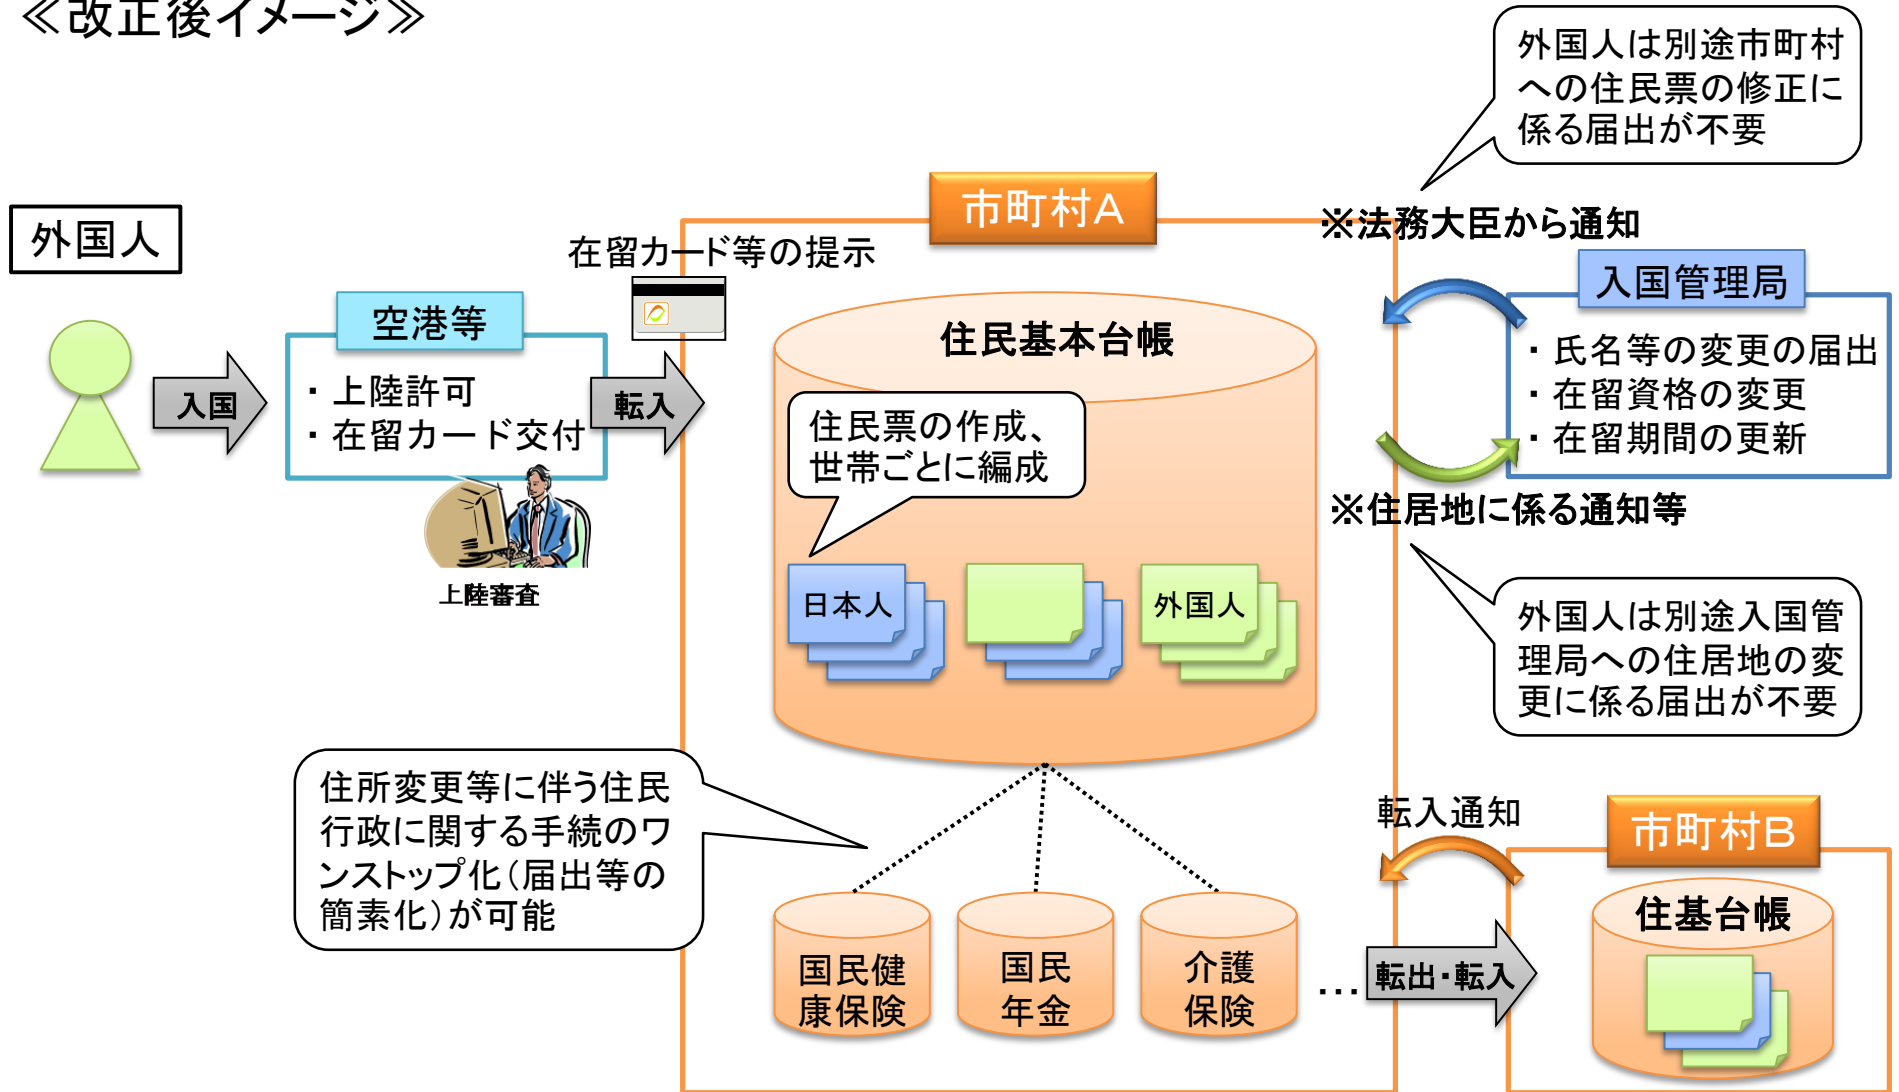 ≪改正後イメージ≫
外国人は別途市町村
への住民票の修正に
係る届出が不要
市町村A
※法務大臣から通知
外国人
在留カード等の提示
入国管理局
空港等
住民基本台帳
・氏名等の変更の届出
・在留資格の変更
・在留期間の更新
入国
・上陸許可
・在留カード交付
転入
住民票の作成、
世帯ごとに編成
※住居地に係る通知等
上陸審査
日本人
外国人
外国人は別途入国管
理局への住居地の変
更に係る届出が不要
住所変更等に伴う住民
行政に関する手続のワ
ンストップ化（届出等の
簡素化）が可能
転入通知
市町村B
住基台帳
国民健
康保険
国民
年金
介護
保険
…
転出・転入